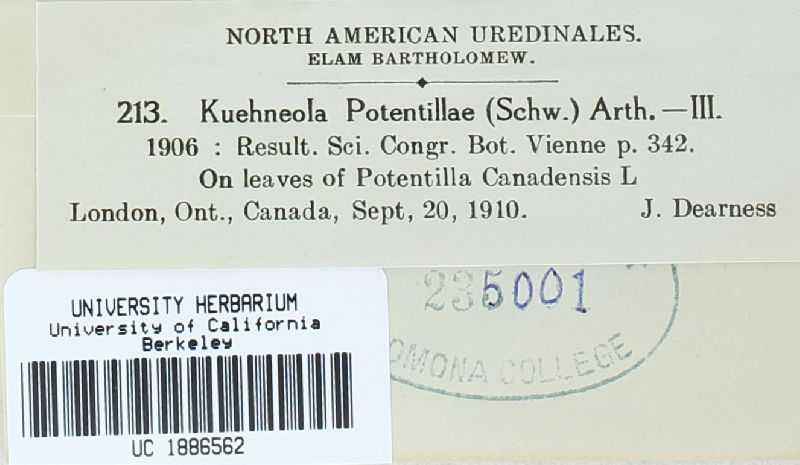 NORTH AMERICAN UREDINALES.
ELAM BARTHOLOMEW.
213. Kuehneola Potentillae (Schw.) Arth. — III.
1906 : Result. Sci. Congr. Bot. Vienne p. 342.
On leaves of Potentilla Canadensis L
London, Ont., Canada, Sept, 20, 1910. J. Dearness
235001
OMONA COLLEGE
UNIVERSITY HERBARIUM
University of California
Berkeley
UC 1886562